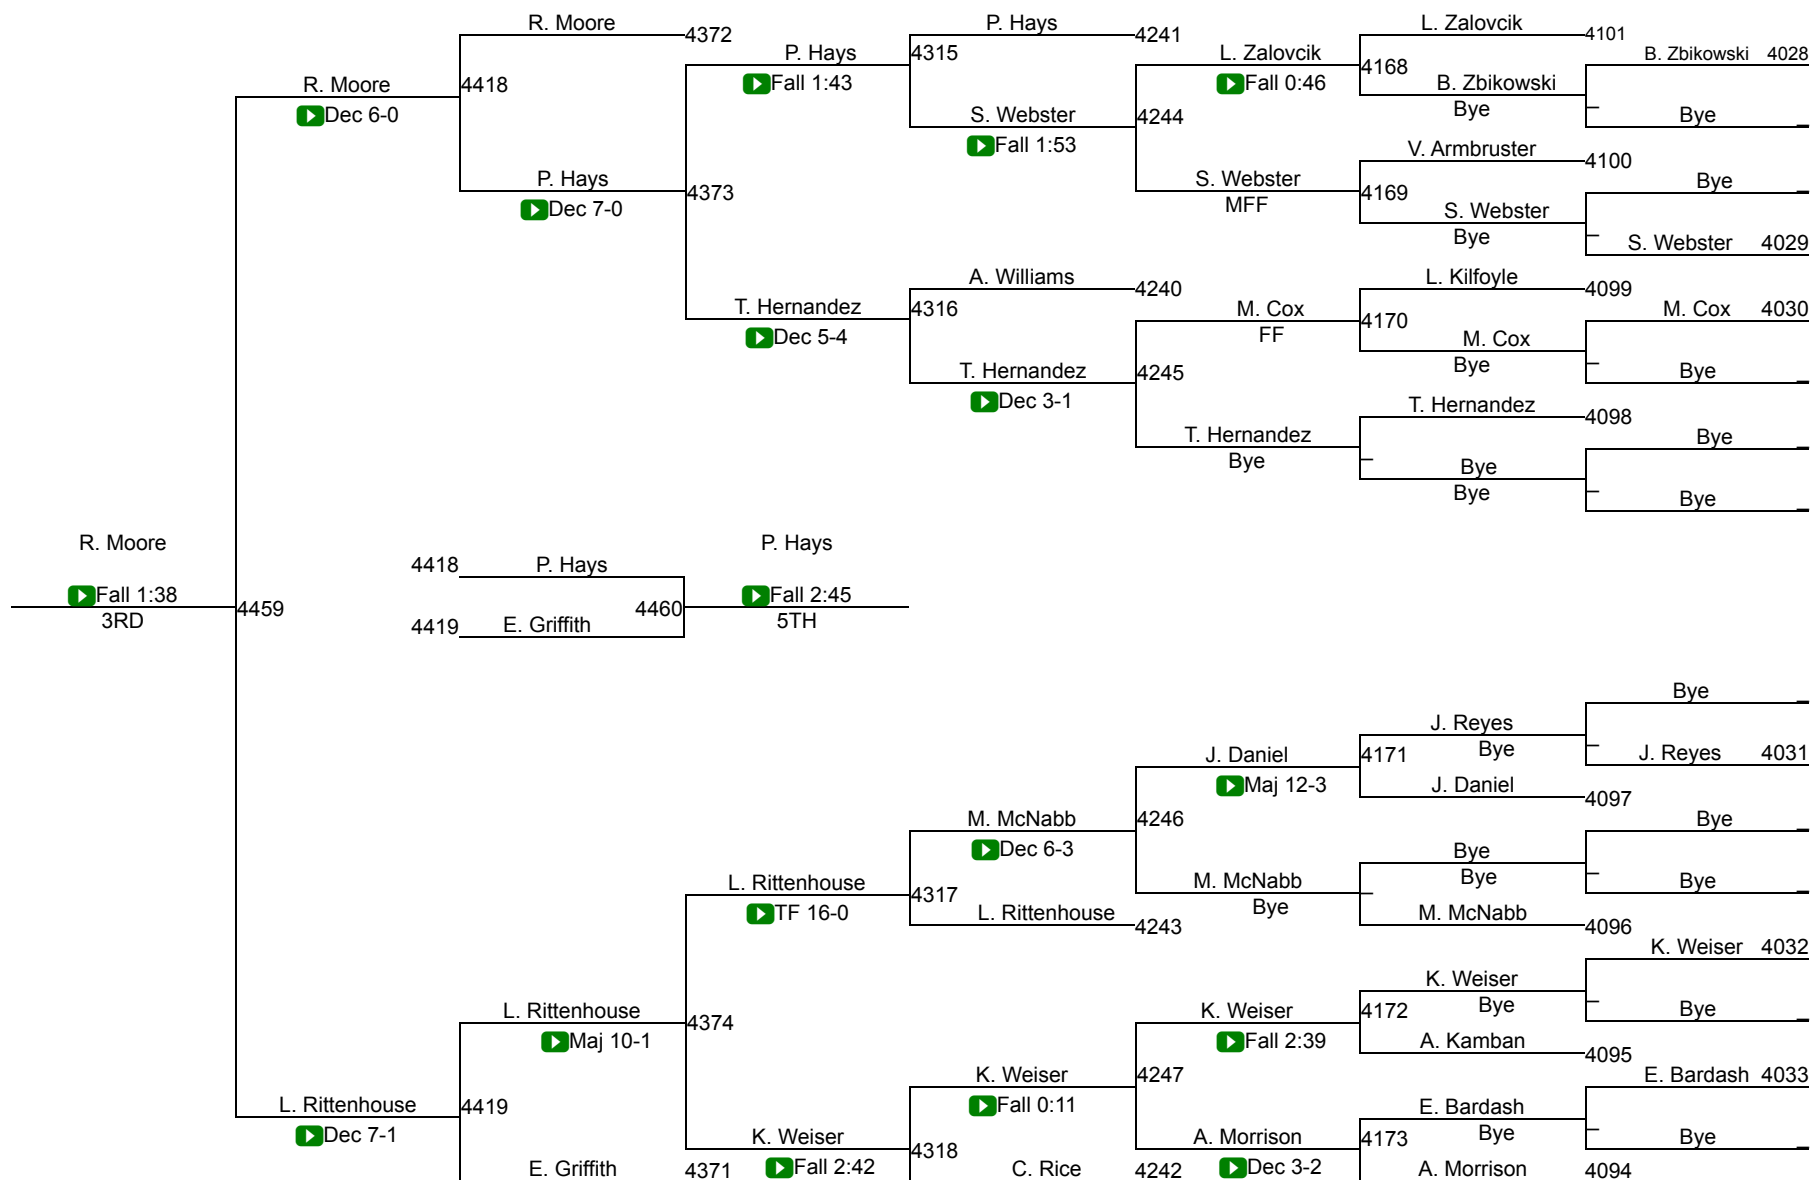 R. Moore 4372 P. Hays 4241 L. Zalovcik 4101
P. Hays 4315 L. Zalovcik B. Zbikowski 4028
R. Moore 4418 Fall 1:43 Fall 0:46 4168 B. Zbikowski
Dec 6-0 S. Webster 4244 Bye Bye
Fall 1:53 V. Armbruster 4100
P. Hays 4373 S. Webster 4169 Bye
Dec 7-0 MFF S. Webster
Bye S. Webster 4029
A. Williams 4240 L. Kilfoyle 4099
T. Hernandez 4316 M. Cox 4170 M. Cox 4030
Dec 5-4 FF M. Cox
T. Hernandez 4245 Bye Bye
Dec 3-1 T. Hernandez 4098
T. Hernandez Bye
Bye Bye
Bye Bye
R. Moore P. Hays
4418 P. Hays
Fall 1:38 4459 4460 Fall 2:45
3RD 4419 E. Griffith 5TH
Bye
J. Reyes
J. Daniel 4171 Bye J. Reyes 4031
Maj 12-3 J. Daniel 4097
M. McNabb 4246 Bye
Dec 6-3 Bye
L. Rittenhouse 4317 M. McNabb Bye Bye
TF 16-0 L. Rittenhouse 4243 Bye M. McNabb 4096
K. Weiser 4032
K. Weiser
L. Rittenhouse 4374 K. Weiser 4172 Bye Bye
Maj 10-1 Fall 2:39 A. Kamban 4095
K. Weiser 4247 E. Bardash 4033
L. Rittenhouse 4419 Fall 0:11 E. Bardash
Dec 7-1 K. Weiser 4318 A. Morrison 4173 Bye Bye
E. Griffith 4371 Fall 2:42 C. Rice 4242 Dec 3-2 A. Morrison 4094